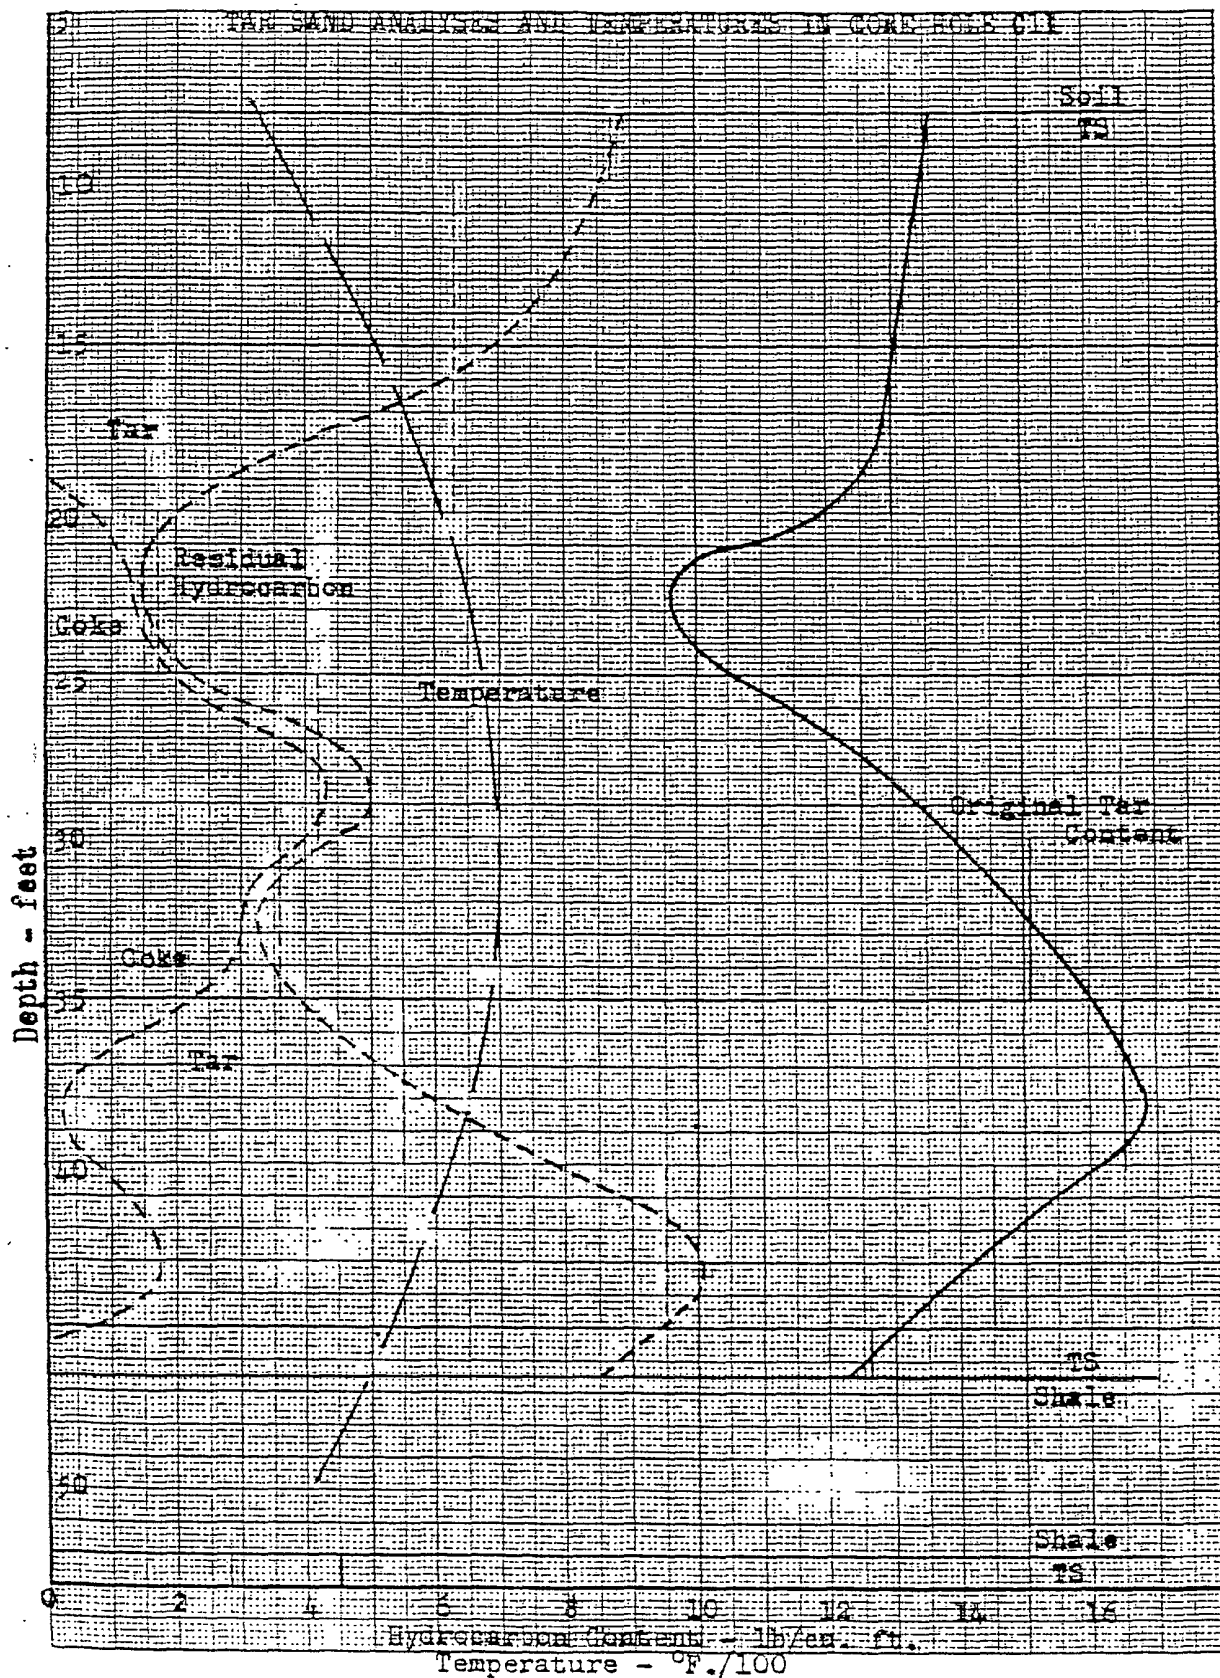 5
TAR SAND ANALYSES AND TEMPERATURES IN CORE HOLE C11
Soil
TS
10
15
Tar
20
Residual
Hydrocarbon
Coke
25
Temperature
Original Tar
Content
30
Depth - feet
Coke
35
Tar
40
TS
Shale
50
Shale
TS
0 2 4 6 8 10 12 14 16
Hydrocarbon Content - lb/cu. ft.
Temperature - °F./100